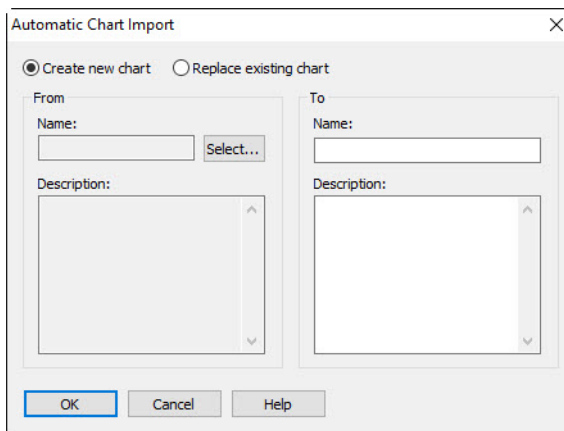 Automatic Chart Import
Create new chart Replace existing chart
From
Name:
Select...
Description:
To
Name:
Description:
OK Cancel Help